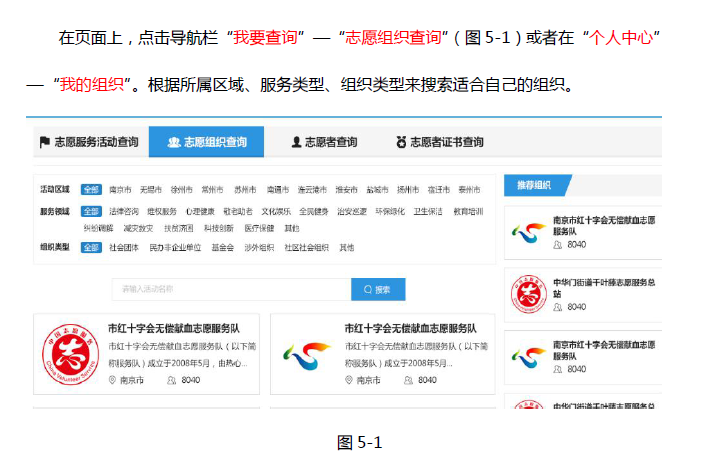 在页面上，点击导航栏“我要查询”—“志愿组织查询”（图 5-1）或者在“个人中心”
—“我的组织”。根据所属区域、服务类型、组织类型来搜索适合自己的组织。
志愿服务活动查询 志愿组织查询 志愿者查询 志愿者证书查询
活动区域 全部 南京市 无锡市 徐州市 常州市 苏州市 南通市 连云港市 淮安市 盐城市 扬州市 宿迁市 泰州市
服务领域 全部 法律咨询 维权服务 心理健康 敬老助老 文化娱乐 全民健身 治安巡逻 环保绿化 卫生保洁 教育培训
纠纷调解 减灾救灾 扶贫济困 科技创新 医疗保健 其他
组织类型 全部 社会团体 民办非企业单位 基金会 涉外组织 社区社会组织 其他
请输入活动名称 搜索
市红十字会无偿献血志愿服务队
市红十字会无偿献血志愿服务队（以下简
称服务队）成立于2008年5月，由热心...
南京市 8040
中国志愿服务
China Volunteer Service
市红十字会无偿献血志愿服务队
市红十字会无偿献血志愿服务队（以下简
称服务队）成立于2008年5月，由热心...
南京市 8040
推荐组织
南京市红十字会无偿献血志愿
服务队
8040
中华门街道千叶藤志愿服务总
站
8040
南京市红十字会无偿献血志愿
服务队
8040
中华门街道千叶藤志愿服务总
图 5-1